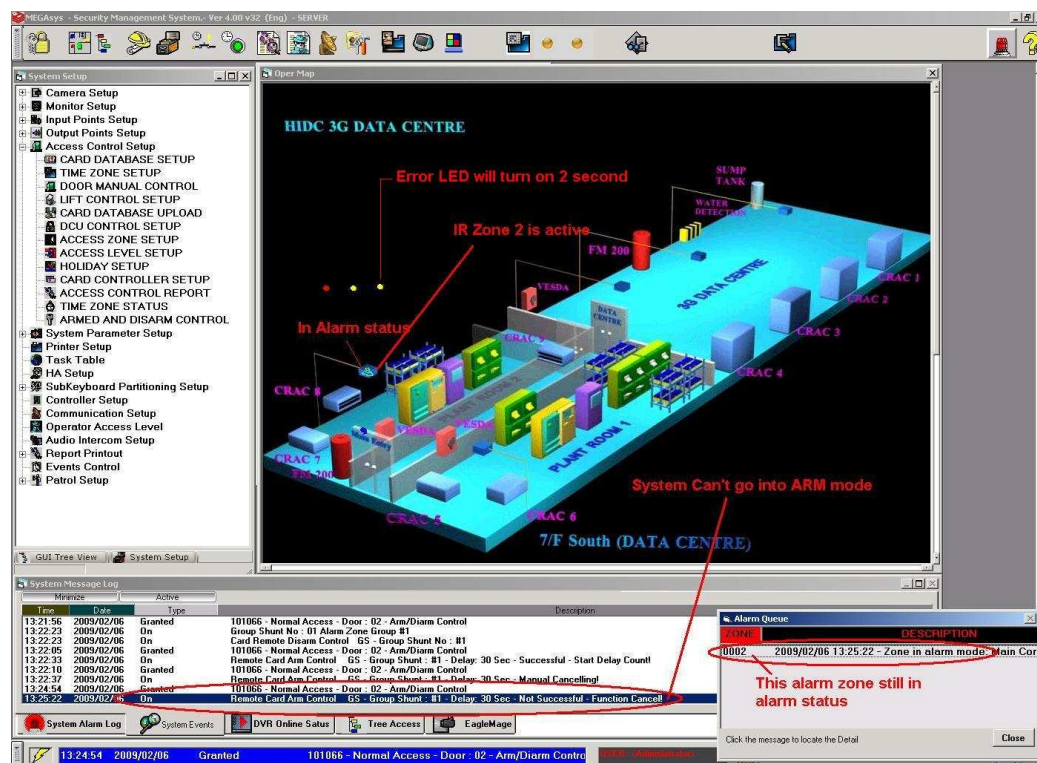 MEGAsys - Security Management System.- Ver 4.00 v32 (Eng) - SERVER
System Setup
Camera Setup
Monitor Setup
Input Points Setup
Output Points Setup
Access Control Setup
CARD DATABASE SETUP
TIME ZONE SETUP
DOOR MANUAL CONTROL
LIFT CONTROL SETUP
CARD DATABASE UPLOAD
DCU CONTROL SETUP
ACCESS ZONE SETUP
ACCESS LEVEL SETUP
HOLIDAY SETUP
CARD CONTROLLER SETUP
ACCESS CONTROL REPORT
TIME ZONE STATUS
ARMED AND DISARM CONTROL
System Parameter Setup
Printer Setup
Task Table
HA Setup
SubKeyboard Partitioning Setup
Controller Setup
Communication Setup
Operator Access Level
Audio Intercom Setup
Report Printout
Events Control
Patrol Setup
GUI Tree View
System Setup
Oper Map
HIDC 3G DATA CENTRE
Error LED will turn on 2 second
SUMP TANK
WATER DETECTION
IR Zone 2 is active
FM 200
3G DATA CENTRE
CRAC 1
CRAC 2
CRAC 3
CRAC 4
VESDA
DATA CENTRE
In Alarm status
CRAC 9
CRAC 8
PLANT ROOM 2
VESDA
VESDA
Main Entry
PLANT ROOM 1
CRAC 7
FM 200
CRAC 5
CRAC 6
System Can't go into ARM mode
7/F South (DATA CENTRE)
System Message Log
Minimize Active
Time Date Type Description
13:21:56 2009/02/06 Granted 101066 - Normal Access - Door : 02 - Arm/Diarm Control
13:22:23 2009/02/06 On Group Shunt No : 01 Alarm Zone Group #1
13:22:23 2009/02/06 On Card Remote Disarm Control GS - Group Shunt No : #1
13:22:05 2009/02/06 Granted 101066 - Normal Access - Door : 02 - Arm/Diarm Control
13:22:33 2009/02/06 On Remote Card Arm Control GS - Group Shunt : #1 - Delay: 30 Sec - Successful - Start Delay Count!
13:22:10 2009/02/06 Granted 101066 - Normal Access - Door : 02 - Arm/Diarm Control
13:22:37 2009/02/06 On Remote Card Arm Control GS - Group Shunt : #1 - Delay: 30 Sec - Manual Cancelling!
13:24:54 2009/02/06 Granted 101066 - Normal Access - Door : 02 - Arm/Diarm Control
13:25:22 2009/02/06 On Remote Card Arm Control GS - Group Shunt : #1 - Delay: 30 Sec - Not Successful - Function Cancel!
System Alarm Log
System Events
DVR Online Satus
Tree Access
EagleMage
Alarm Queue
ZONE DESCRIPTION
0002 2009/02/06 13:25:22 - Zone in alarm mode: Main Cor
This alarm zone still in
alarm status
Click the message to locate the Detail
Close
13:24:54 2009/02/06 Granted 101066 - Normal Access - Door : 02 - Arm/Diarm Contro
USER : (Administrator)